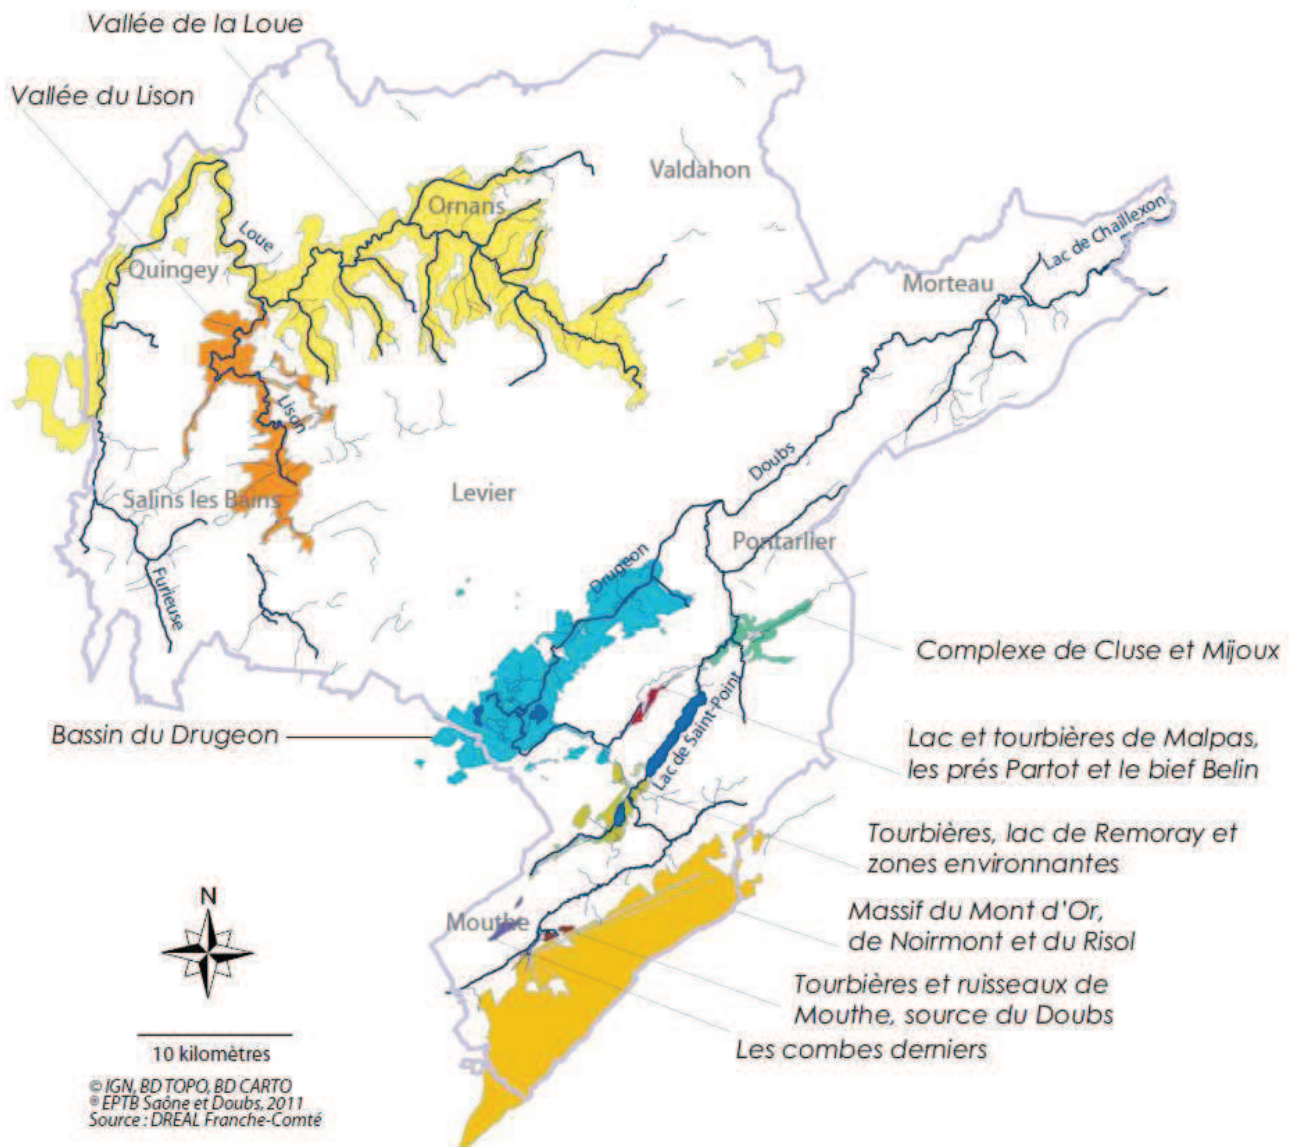 Vallée de la Loue
Vallée du Lison
Valdahon
Ornans
Loue
Quingey
Lac de Chaillexon
Morteau
Lison
Doubs
Levier
Salins les Bains
Pontarlier
Drugeon
Furieuse
Complexe de Cluse et Mijoux
Lac de Saint-Point
Bassin du Drugeon
Lac et tourbières de Malpas,
les prés Partot et le bief Belin
Tourbières, lac de Remoray et
zones environnantes
Massif du Mont d'Or,
de Noirmont et du Risol
N
Mouthe
Tourbières et ruisseaux de
Mouthe, source du Doubs
Les combes derniers
10 kilomètres
© IGN, BD TOPO, BD CARTO
® EPTB Saône et Doubs, 2011
Source : DREAL Franche-Comté